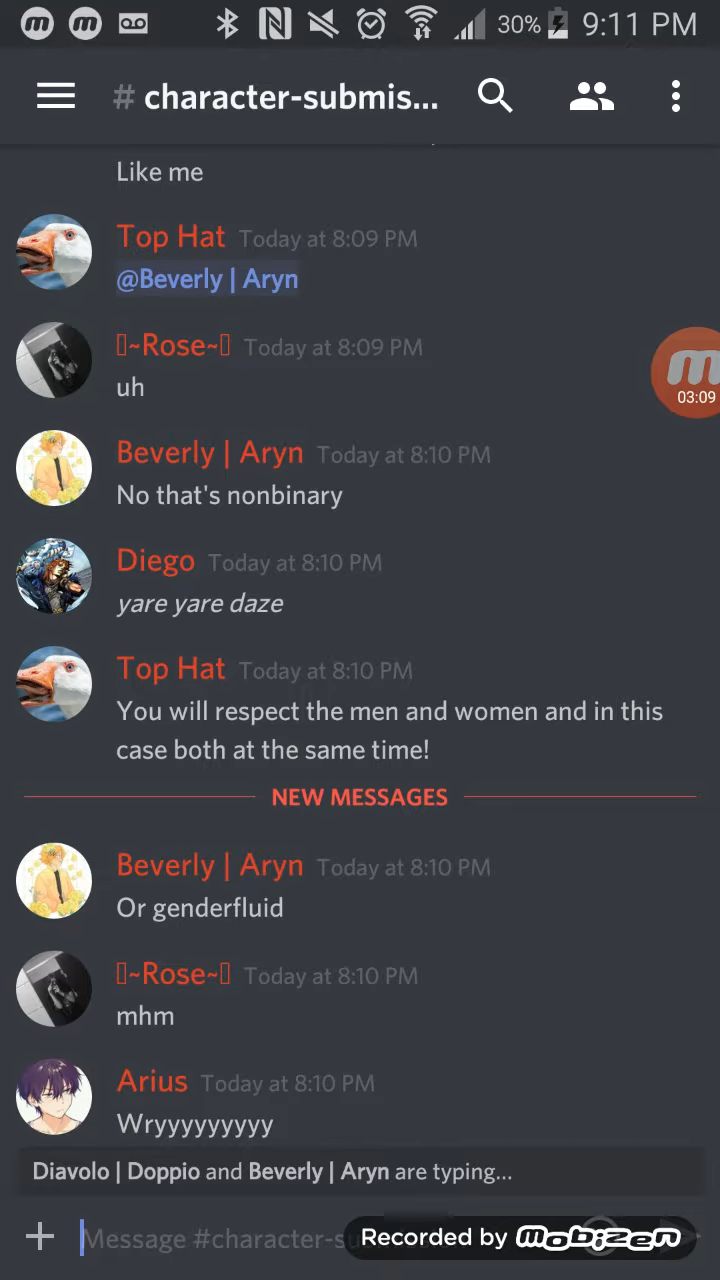 30% 9:11 PM
# character-submis...
Like me
Top Hat Today at 8:09 PM
@Beverly | Aryn
~Rose~ Today at 8:09 PM
uh
03:09
Beverly | Aryn Today at 8:10 PM
No that's nonbinary
Diego Today at 8:10 PM
yare yare daze
Top Hat Today at 8:10 PM
You will respect the men and women and in this
case both at the same time!
NEW MESSAGES
Beverly | Aryn Today at 8:10 PM
Or genderfluid
~Rose~ Today at 8:10 PM
mhm
Arius Today at 8:10 PM
Wryyyyyyyyy
Diavolo | Doppio and Beverly | Aryn are typing...
Message #character-su
Recorded by mobizen